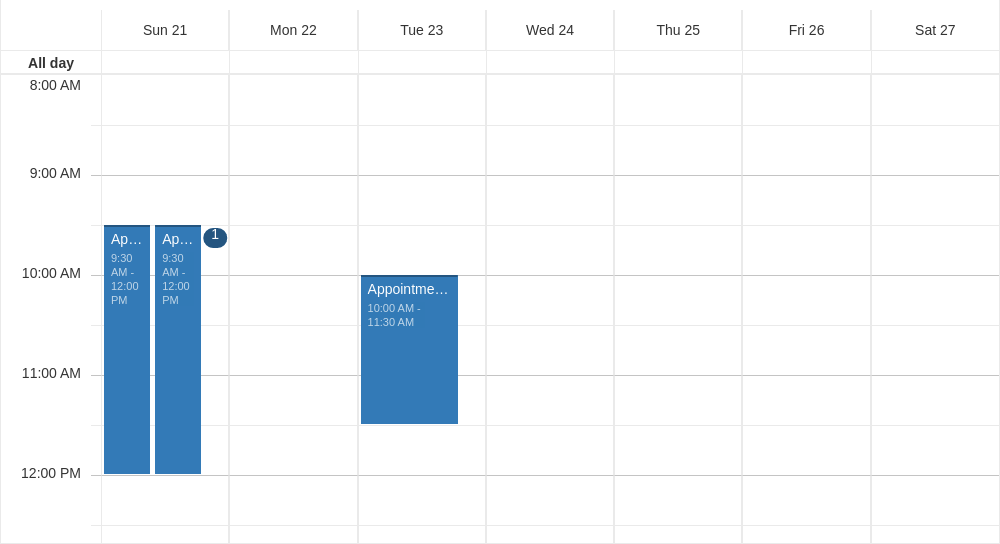 Sun 21
Mon 22
Tue 23
Wed 24
Thu 25
Fri 26
Sat 27
All day
8:00 AM
9:00 AM
10:00 AM
11:00 AM
12:00 PM
Ap...
9:30
AM -
12:00
PM
Ap...
9:30
AM -
12:00
PM
1
Appointme...
10:00 AM -
11:30 AM